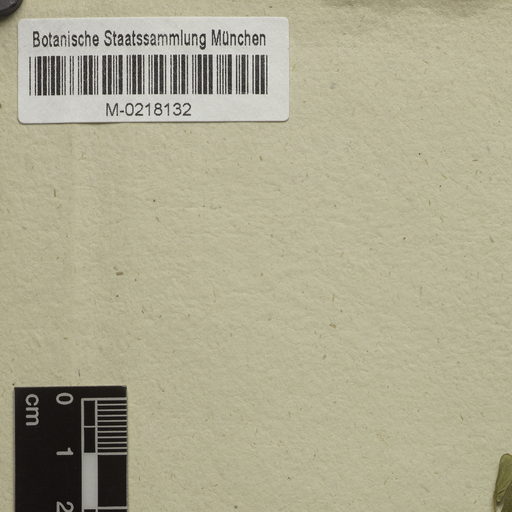 Botanische Staatssammlung München
M-0218132
cm
0
1
2